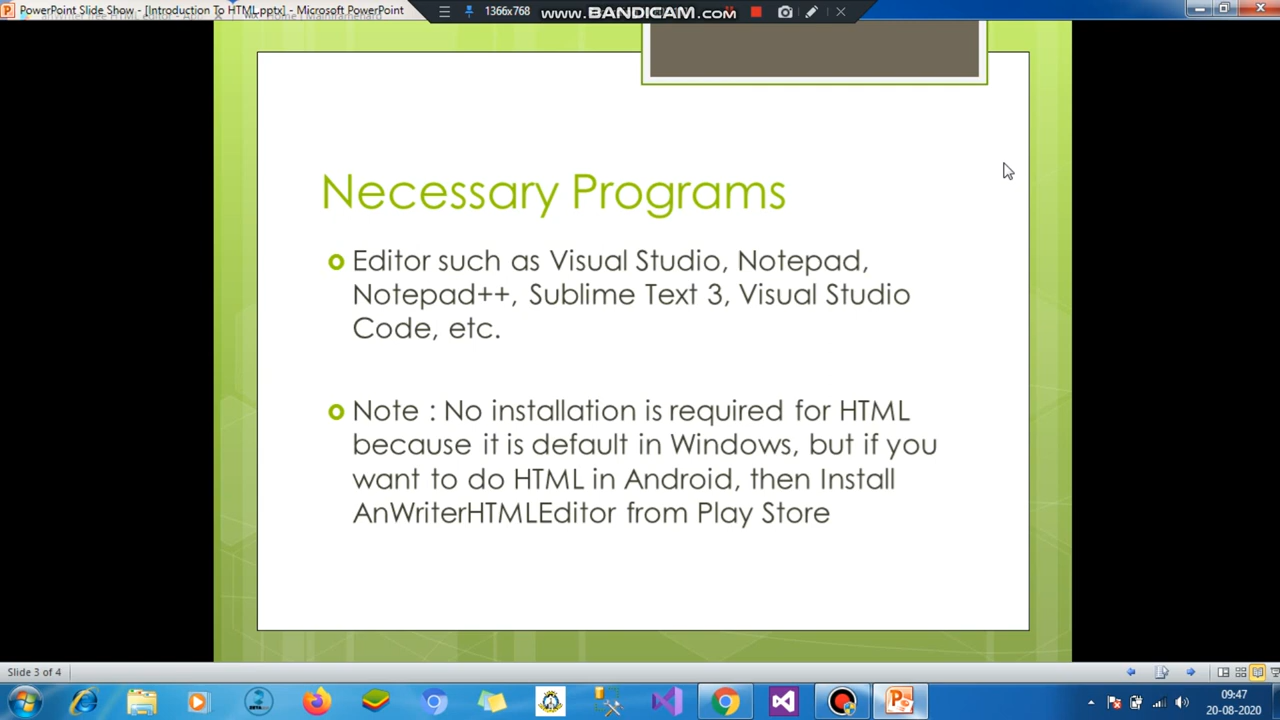 PowerPoint Slide Show - [Introduction To HTML.pptx] - Microsoft PowerPoint
1366x768
www.BANDICAM.com
Necessary Programs
Editor such as Visual Studio, Notepad,
Notepad++, Sublime Text 3, Visual Studio
Code, etc.
Note : No installation is required for HTML
because it is default in Windows, but if you
want to do HTML in Android, then Install
AnWriterHTMLEditor from Play Store
Slide 3 of 4
09:47
20-08-2020